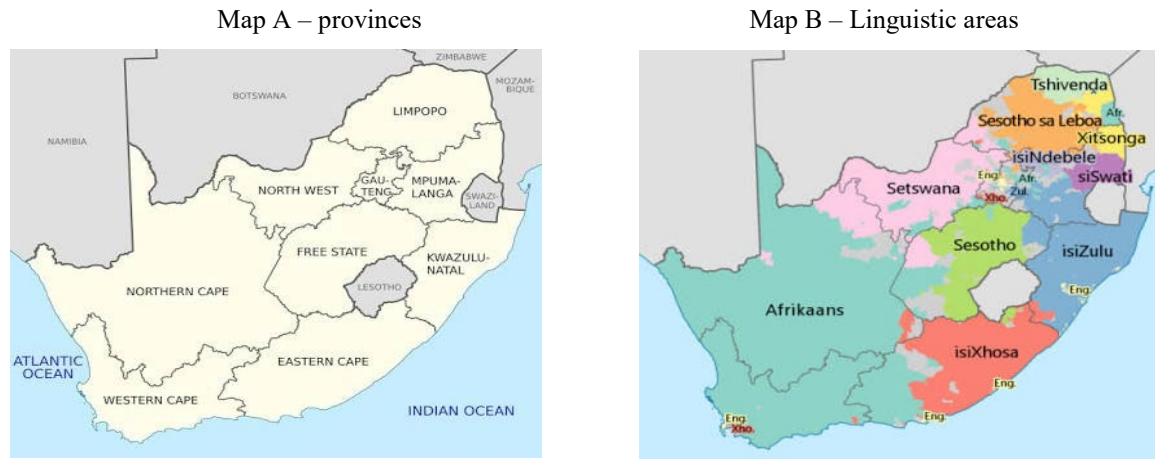 Map A – provinces
ZIMBABWE
MOZAM-
BIQUE
BOTSWANA
LIMPOPO
NAMIBIA
NORTH WEST
GAU-
TENG
MPUMA-
LANGA
SWAZI-
LAND
FREE STATE
KWAZULU-
NATAL
LESOTHO
NORTHERN CAPE
EASTERN CAPE
ATLANTIC
OCEAN
WESTERN CAPE
INDIAN OCEAN
Map B – Linguistic areas
Tshivenda
Afr.
Sesotho sa Leboa
Xitsonga
isiNdebele
Eng.
Afr.
siSwati
Setswana
Zul.
Xho.
Sesotho
isiZulu
Eng.
Afrikaans
isiXhosa
Eng.
Eng.
Eng.
Xho.